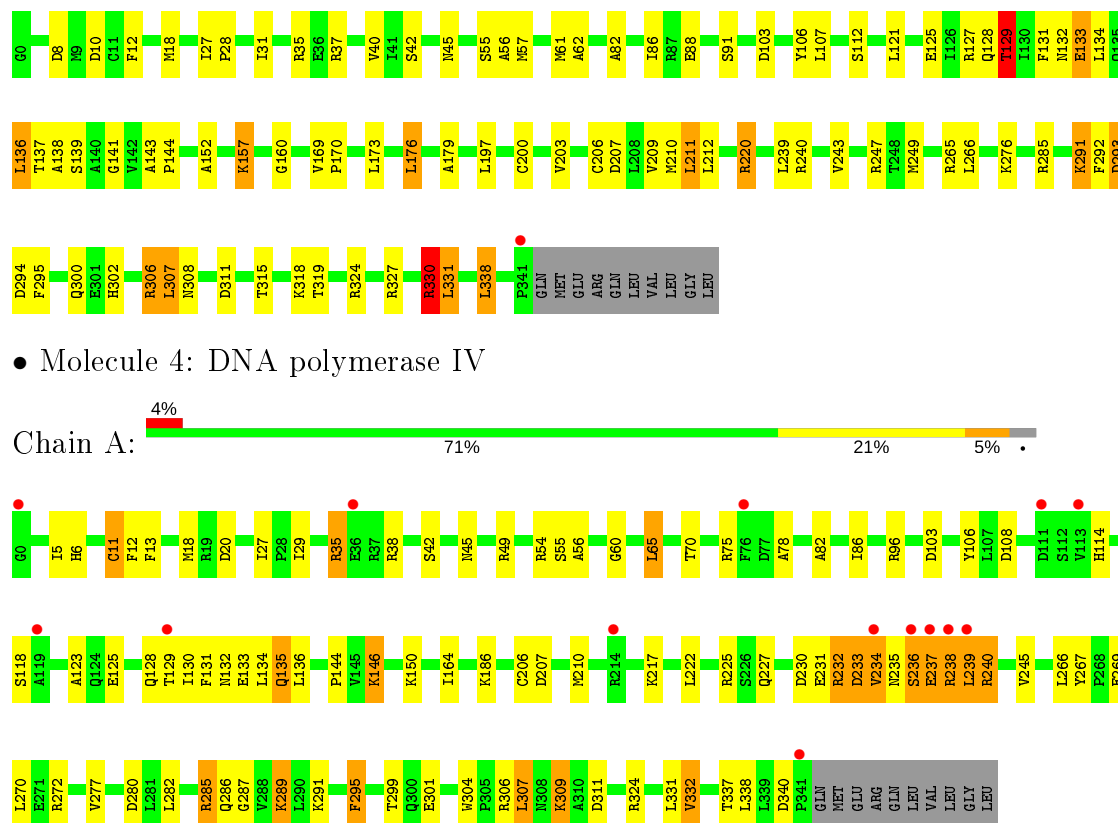 G0 D8 M9 D10 C11 F12 M18 I27 P28 I31 R35 E36 R37 V40 I41 S42 N45 S55 A56 M57 M61 A62 A82 I86 R87 E88 S91 D103 Y106 L107 S112 L121 E125 I126 R127 Q128 T129 I130 F131 N132 E133 L134 Q135
L136 T137 A138 S139 A140 G141 V142 A143 P144 A152 K157 G160 V169 P170 L173 L176 A179 L197 C200 V203 C206 D207 L208 V209 M210 L211 L212 R220 L239 R240 V243 R247 T248 M249 R265 L266 K276 R285 K291 F292 D293
D294 F295 Q300 E301 H302 R306 L307 N308 D311 T315 K318 T319 R324 R327 R330 L331 L338 P341 GLN MET GLU ARG GLN LEU VAL LEU GLY LEU
• Molecule 4: DNA polymerase IV
4%
Chain A:
71% 21% 5% •
G0 I5 H6 C11 F12 F13 M18 R19 D20 I27 P28 I29 R35 E36 R37 R38 S42 N45 R49 R54 S55 A56 G60 L65 T70 R75 F76 D77 A78 A82 I86 R96 D103 Y106 L107 D108 D111 S112 V113 H114
S118 A119 A123 Q124 E125 Q128 T129 I130 F131 N132 E133 L134 Q135 L136 P144 V145 K146 K150 I164 K186 C206 D207 M210 R214 K217 L222 R225 S226 Q227 D230 E231 R232 D233 V234 N235 S236 E237 R238 L239 R240 V245 L266 Y267 P268 E269
L270 E271 R272 V277 D280 L281 L282 R285 Q286 G287 V288 K289 L290 K291 F295 T299 Q300 E301 W304 P305 R306 L307 N308 K309 A310 D311 R324 L331 V332 T337 L338 L339 D340 P341 GLN MET GLU ARG GLN LEU VAL LEU GLY LEU